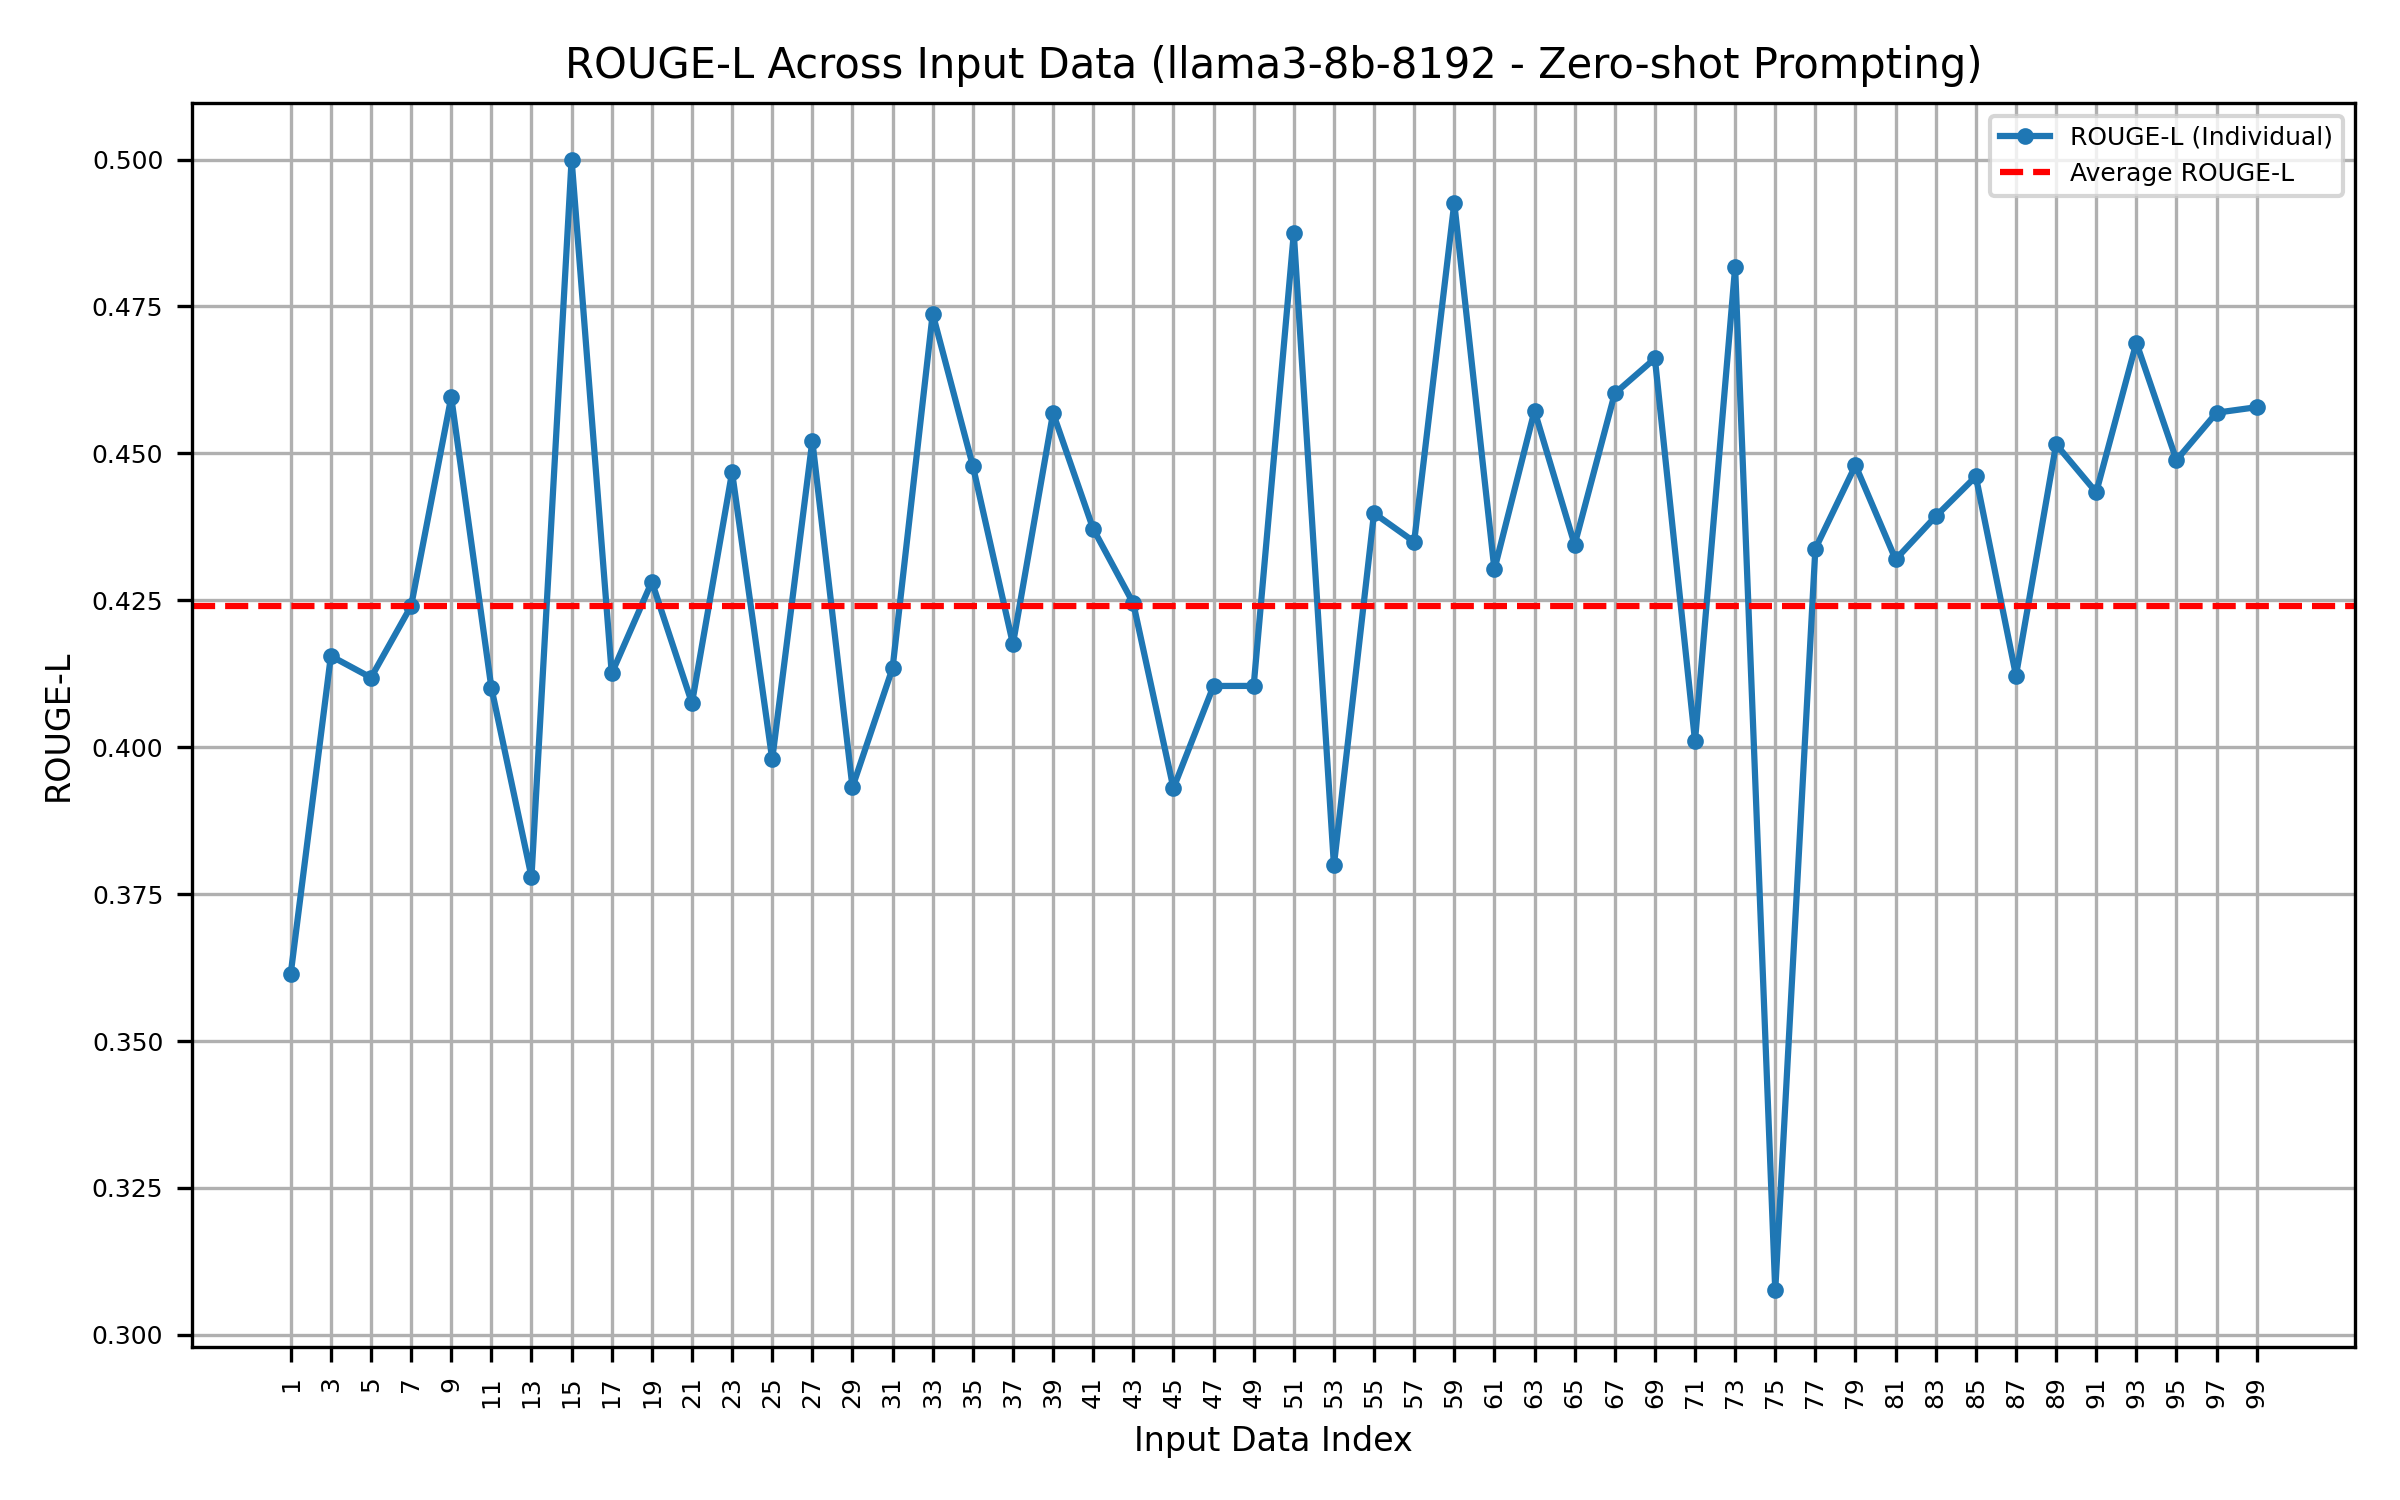 ROUGE-L Across Input Data (llama3-8b-8192 - Zero-shot Prompting)
ROUGE-L (Individual)
Average ROUGE-L
0.500
0.475
0.450
0.425
0.400
0.375
0.350
0.325
0.300
ROUGE-L
1 3 5 7 9 11 13 15 17 19 21 23 25 27 29 31 33 35 37 39 41 43 45 47 49 51 53 55 57 59 61 63 65 67 69 71 73 75 77 79 81 83 85 87 89 91 93 95 97 99
Input Data Index